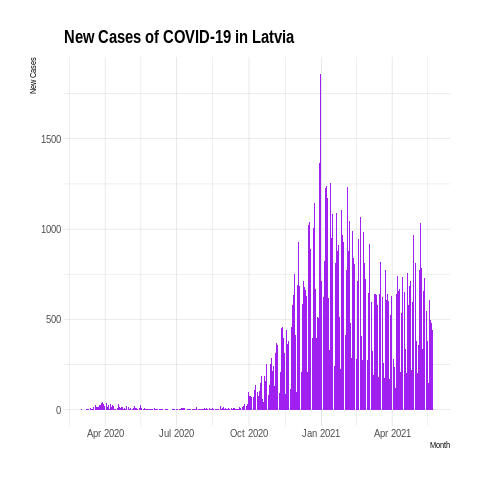 New Cases of COVID-19 in Latvia
New Cases
1500
1000
500
0
Apr 2020
Jul 2020
Oct 2020
Jan 2021
Apr 2021
Month